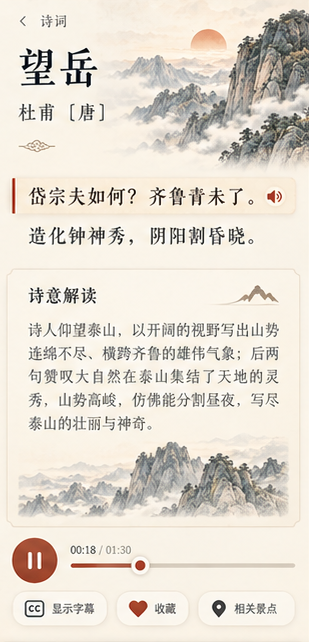 诗词
望岳
杜甫［唐］
岱宗夫如何？齐鲁青未了。
造化钟神秀，阴阳割昏晓。
诗意解读
诗人仰望泰山，以开阔的视野写出山势
连绵不尽、横跨齐鲁的雄伟气象；后两
句赞叹大自然在泰山集结了天地的灵
秀，山势高峻，仿佛能分割昼夜，写尽
泰山的壮丽与神奇。
00:18 / 01:30
CC 显示字幕
收藏
相关景点